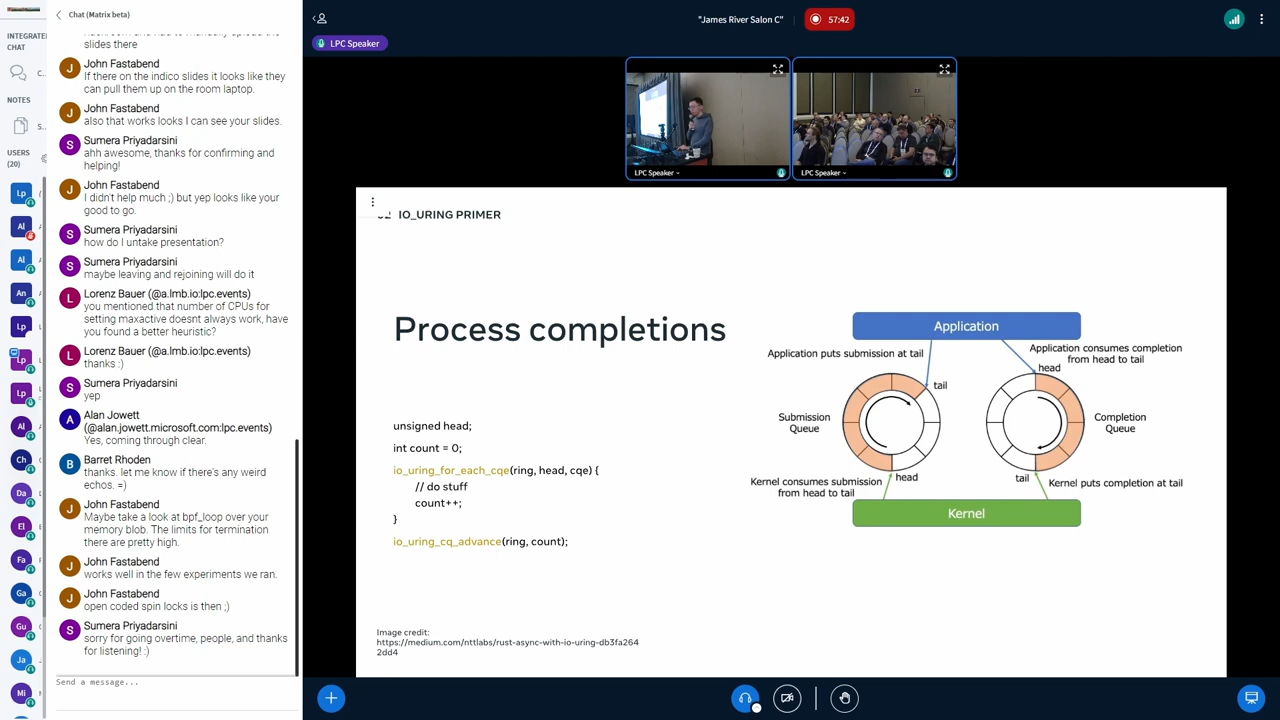 INTEGRATE
CHAT
NOTES
USERS
(20)
Chat (Matrix beta)
slides there
John Fastabend
If there on the indico slides it looks like they
can pull them up on the room laptop.
John Fastabend
also that works looks I can see your slides.
Sumera Priyadarsini
ahh awesome, thanks for confirming and
helping!
John Fastabend
I didn't help much ;) but yep looks like your
good to go.
Sumera Priyadarsini
how do I untake presentation?
Sumera Priyadarsini
maybe leaving and rejoining will do it
Lorenz Bauer (@a.lmb.io:lpc.events)
you mentioned that number of CPUs for
setting maxactive doesnt always work, have
you found a better heuristic?
Lorenz Bauer (@a.lmb.io:lpc.events)
thanks :)
Sumera Priyadarsini
yep
Alan Jowett
(@alan.jowett.microsoft.com:lpc.events)
Yes, coming through clear.
Barret Rhoden
thanks. let me know if there's any weird
echos. =)
John Fastabend
Maybe take a look at bpf_loop over your
memory blob. The limits for termination
there are pretty high.
John Fastabend
works well in the few experiments we ran.
John Fastabend
open coded spin locks is then ;)
Sumera Priyadarsini
sorry for going overtime, people, and thanks
for listening! :)
Send a message...
"James River Salon C"
57:42
LPC Speaker
LPC Speaker
LPC Speaker
IO_URING PRIMER
Process completions
unsigned head;
int count = 0;
io_uring_for_each_cqe(ring, head, cqe) {
// do stuff
count++;
}
io_uring_cq_advance(ring, count);
Application
Application puts submission at tail
Application consumes completion
from head to tail
tail
head
Submission
Queue
Completion
Queue
head
tail
Kernel consumes submission
from head to tail
Kernel puts completion at tail
Kernel
Image credit:
https://medium.com/nttlabs/rust-async-with-io-uring-db3fa264
2dd4